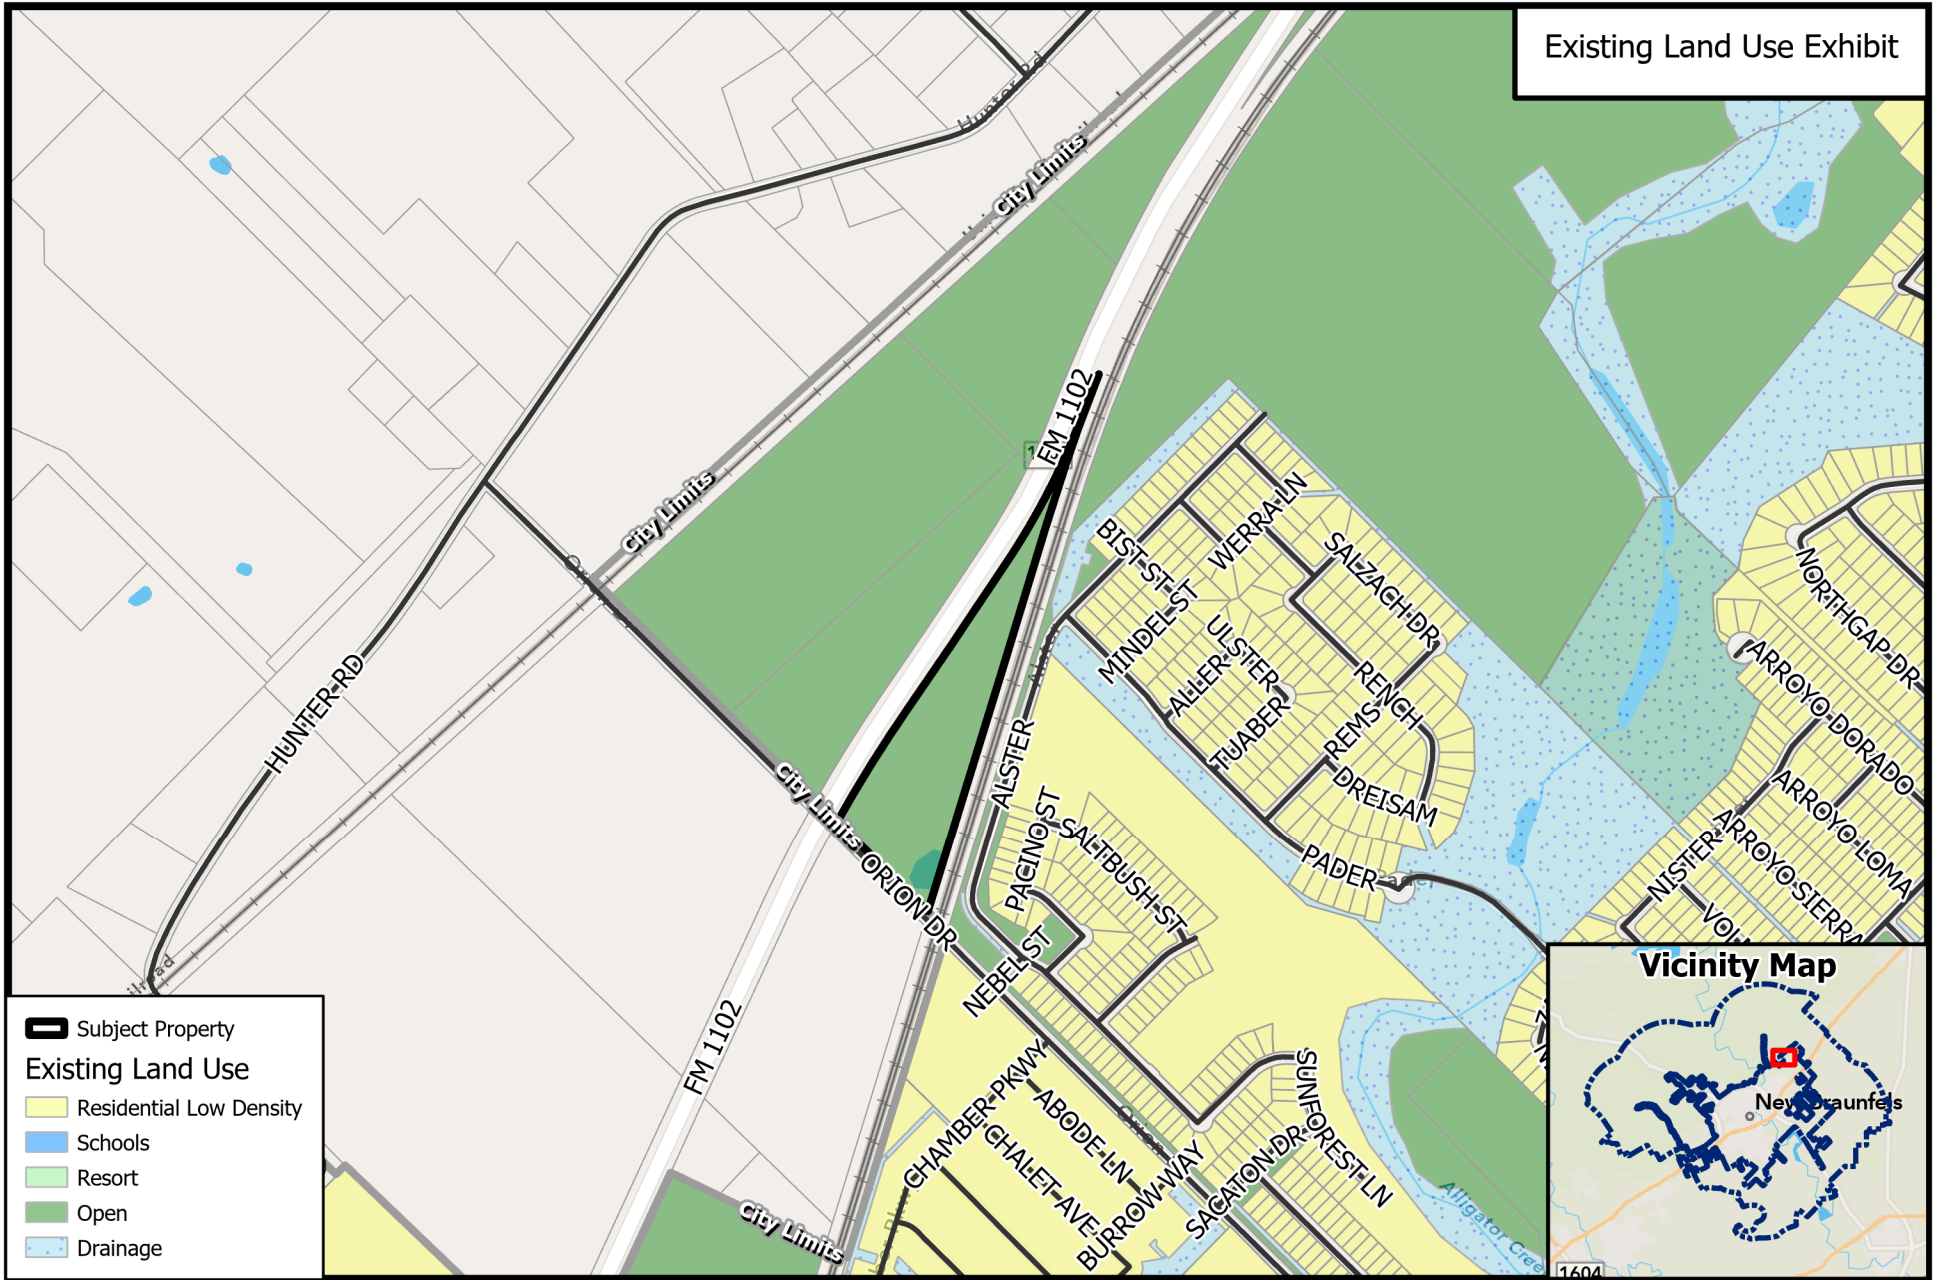 Existing Land Use Exhibit
Hunter Rd
City Limits
FM 1102
City Limits
WERRA LN
BIST ST
SALZACH DR
MINDEL ST
ULSTER
ALLER
RENCH
TUABER
REMS
DREISAM
NORTHGAP DR
ARROYO DORADO
HUNTER RD
ALSTER
City Limits
ORION DR
PACINO ST
SALTBUSH ST
PADER
Pader
NISTER
ARROYO LOMA
ARROYO SIERRA
NEBEL ST
FM 1102
CHAMBER PKWY
ABODE LN
CHALET AVE
Orion
BURROW WAY
SACATON DR
SUNFOREST LN
City Limits
Alligator Cree
Subject Property
Existing Land Use
Residential Low Density
Schools
Resort
Open
Drainage
Vicinity Map
New Braunfels
1604